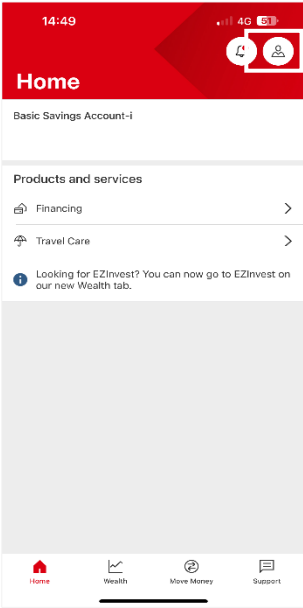 14:49
4G 51
Home
Basic Savings Account-i
Products and services
Financing
Travel Care
Looking for EZInvest? You can now go to EZInvest on
our new Wealth tab.
Home Wealth Move Money Support